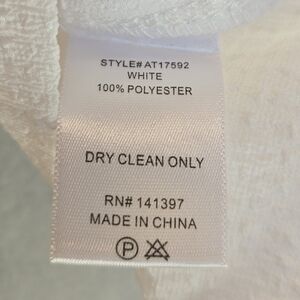 STYLE# AT17592
WHITE
100% POLYESTER
DRY CLEAN ONLY
RN# 141397
MADE IN CHINA
P